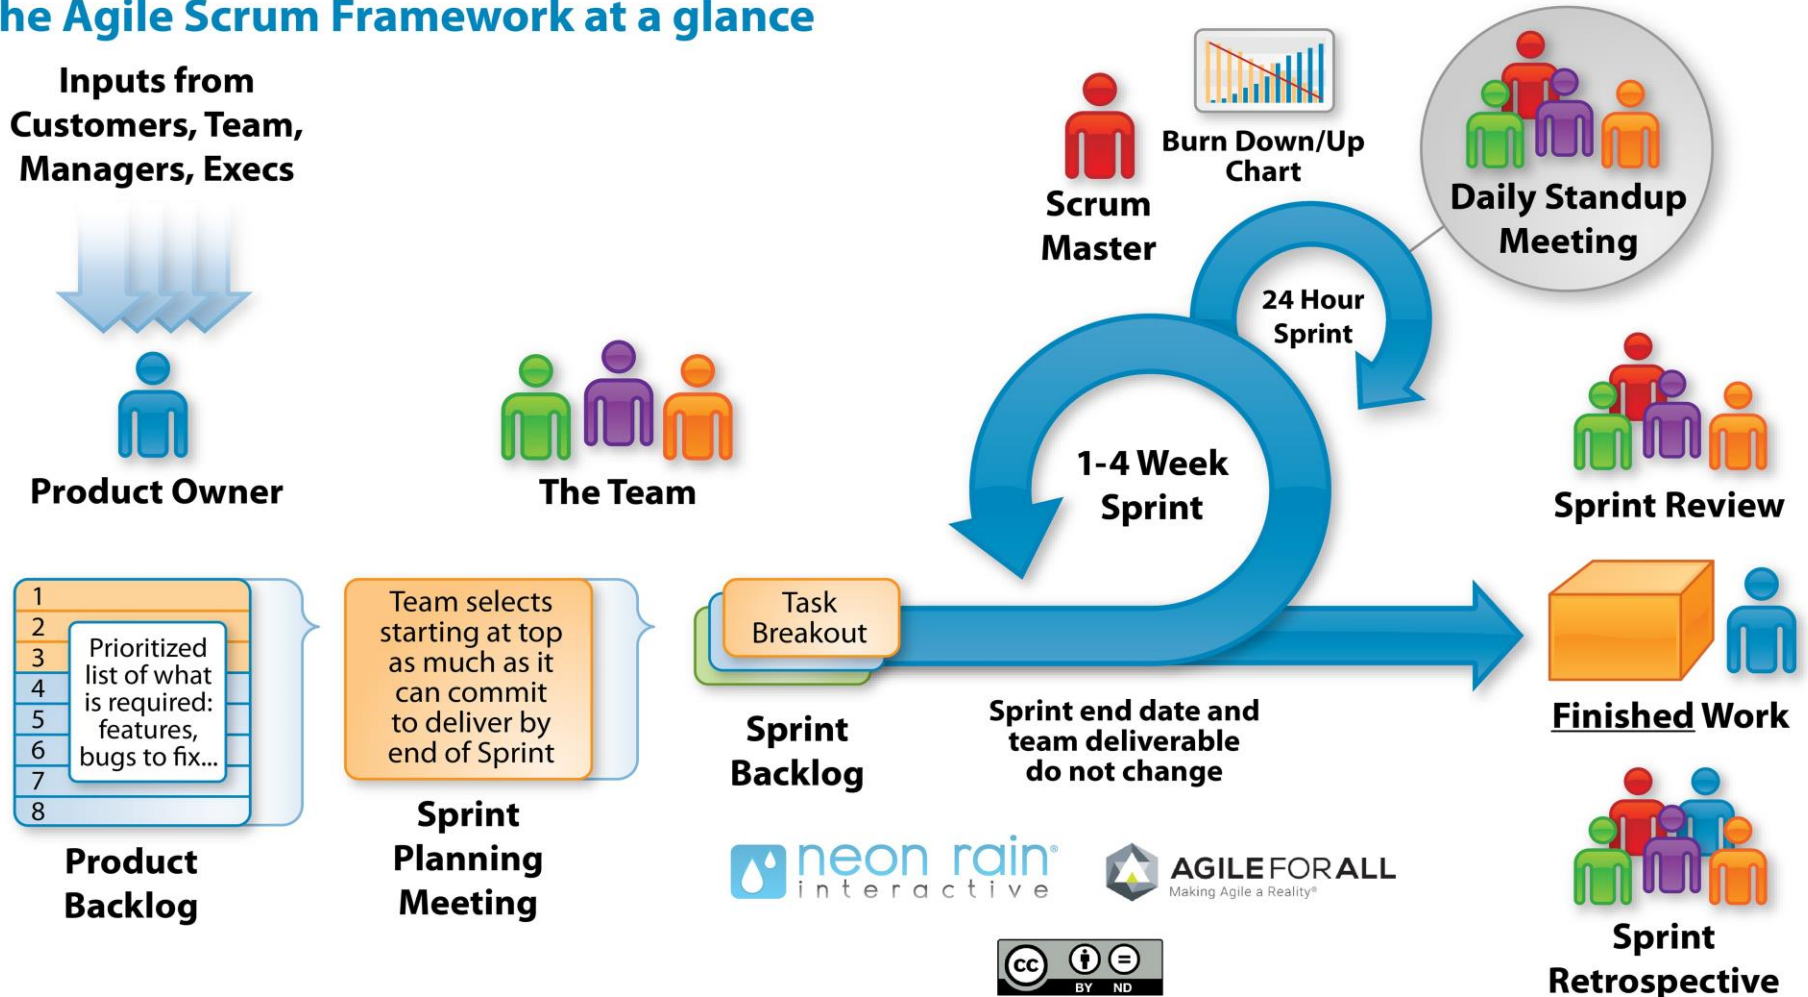 he Agile Scrum Framework at a glance
Inputs from
Customers, Team,
Managers, Execs
Product Owner
The Team
Scrum
Master
Burn Down/Up
Chart
Daily Standup
Meeting
24 Hour
Sprint
1-4 Week
Sprint
Sprint Review
1
2
3
4
5
6
7
8
Prioritized
list of what
is required:
features,
bugs to fix...
Product
Backlog
Team selects
starting at top
as much as it
can commit
to deliver by
end of Sprint
Sprint
Planning
Meeting
Task
Breakout
Sprint
Backlog
Sprint end date and
team deliverable
do not change
Finished Work
Sprint
Retrospective
neon rain®
interactive
AGILE FOR ALL
Making Agile a Reality®
cc
BY ND